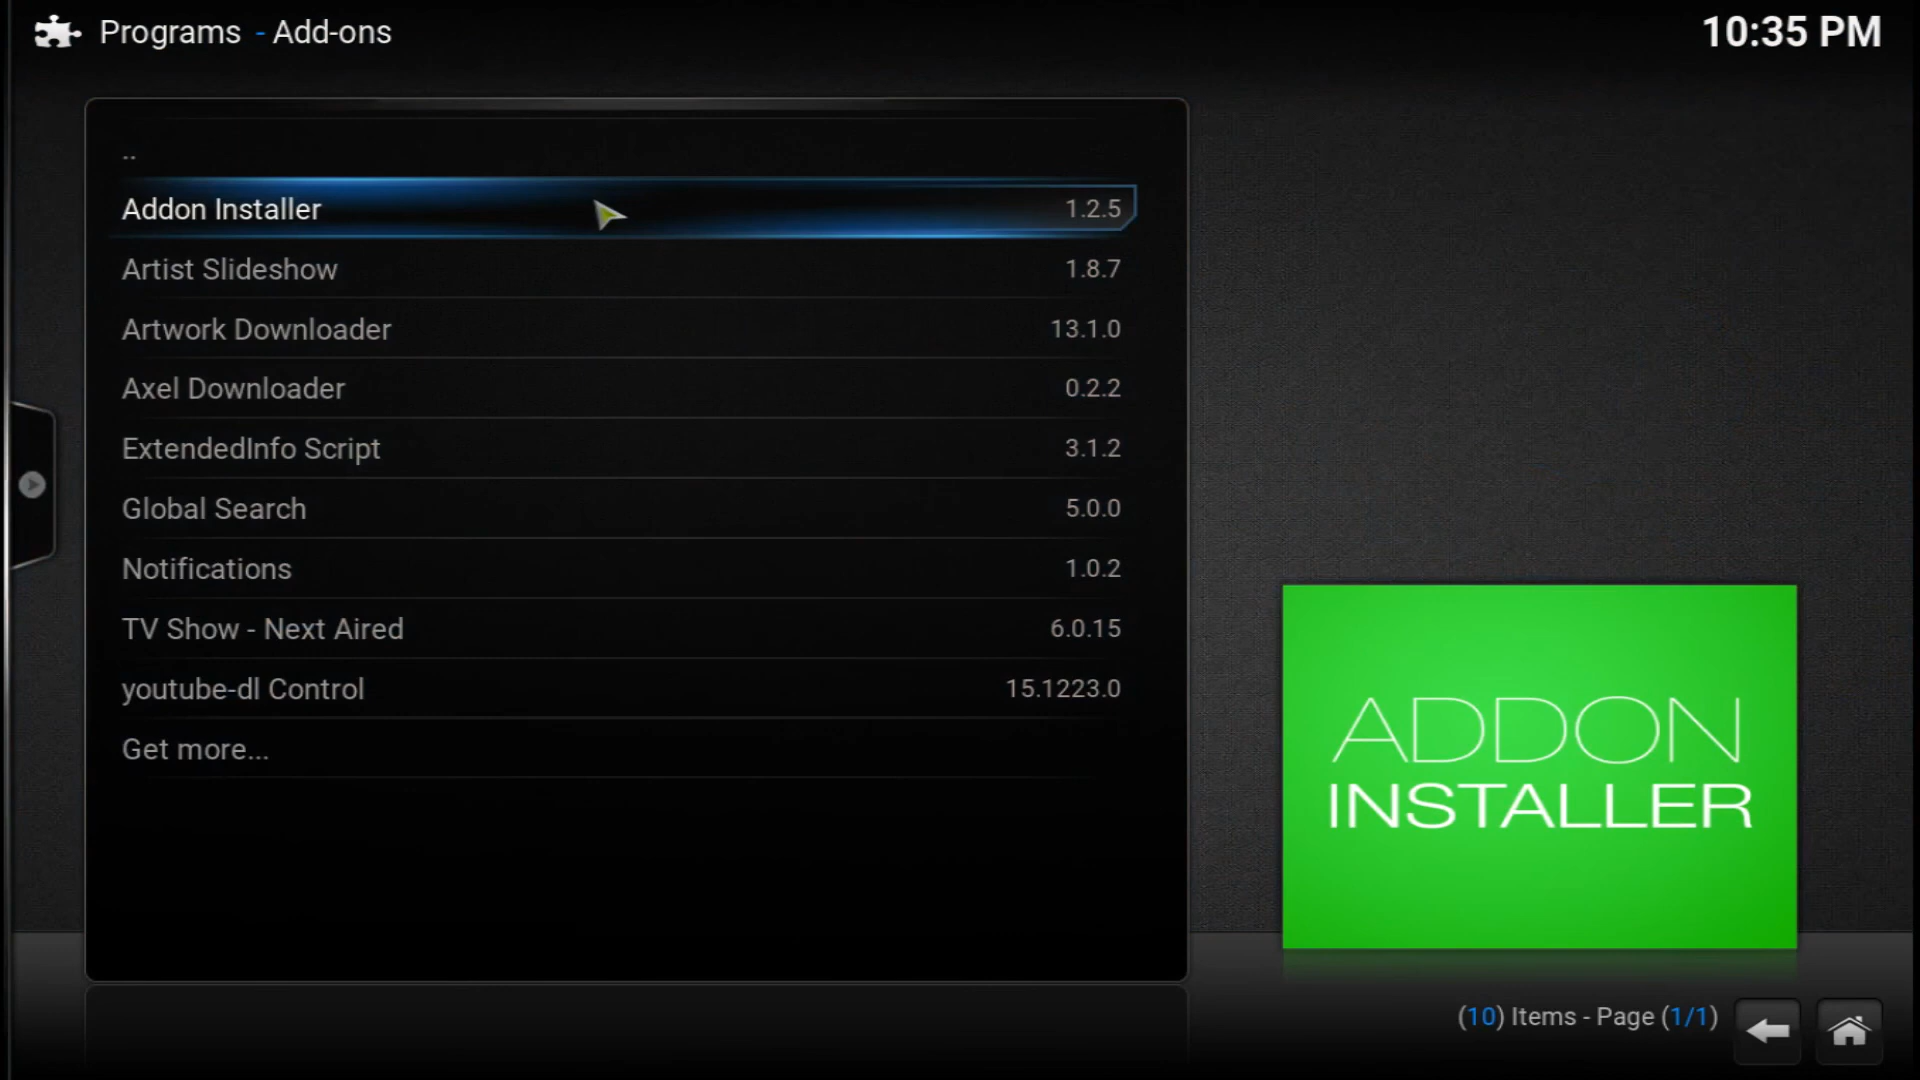 Programs - Add-ons
10:35 PM
..
Addon Installer 1.2.5
Artist Slideshow 1.8.7
Artwork Downloader 13.1.0
Axel Downloader 0.2.2
ExtendedInfo Script 3.1.2
Global Search 5.0.0
Notifications 1.0.2
TV Show - Next Aired 6.0.15
youtube-dl Control 15.1223.0
Get more...
ADDON
INSTALLER
(10) Items - Page (1/1)